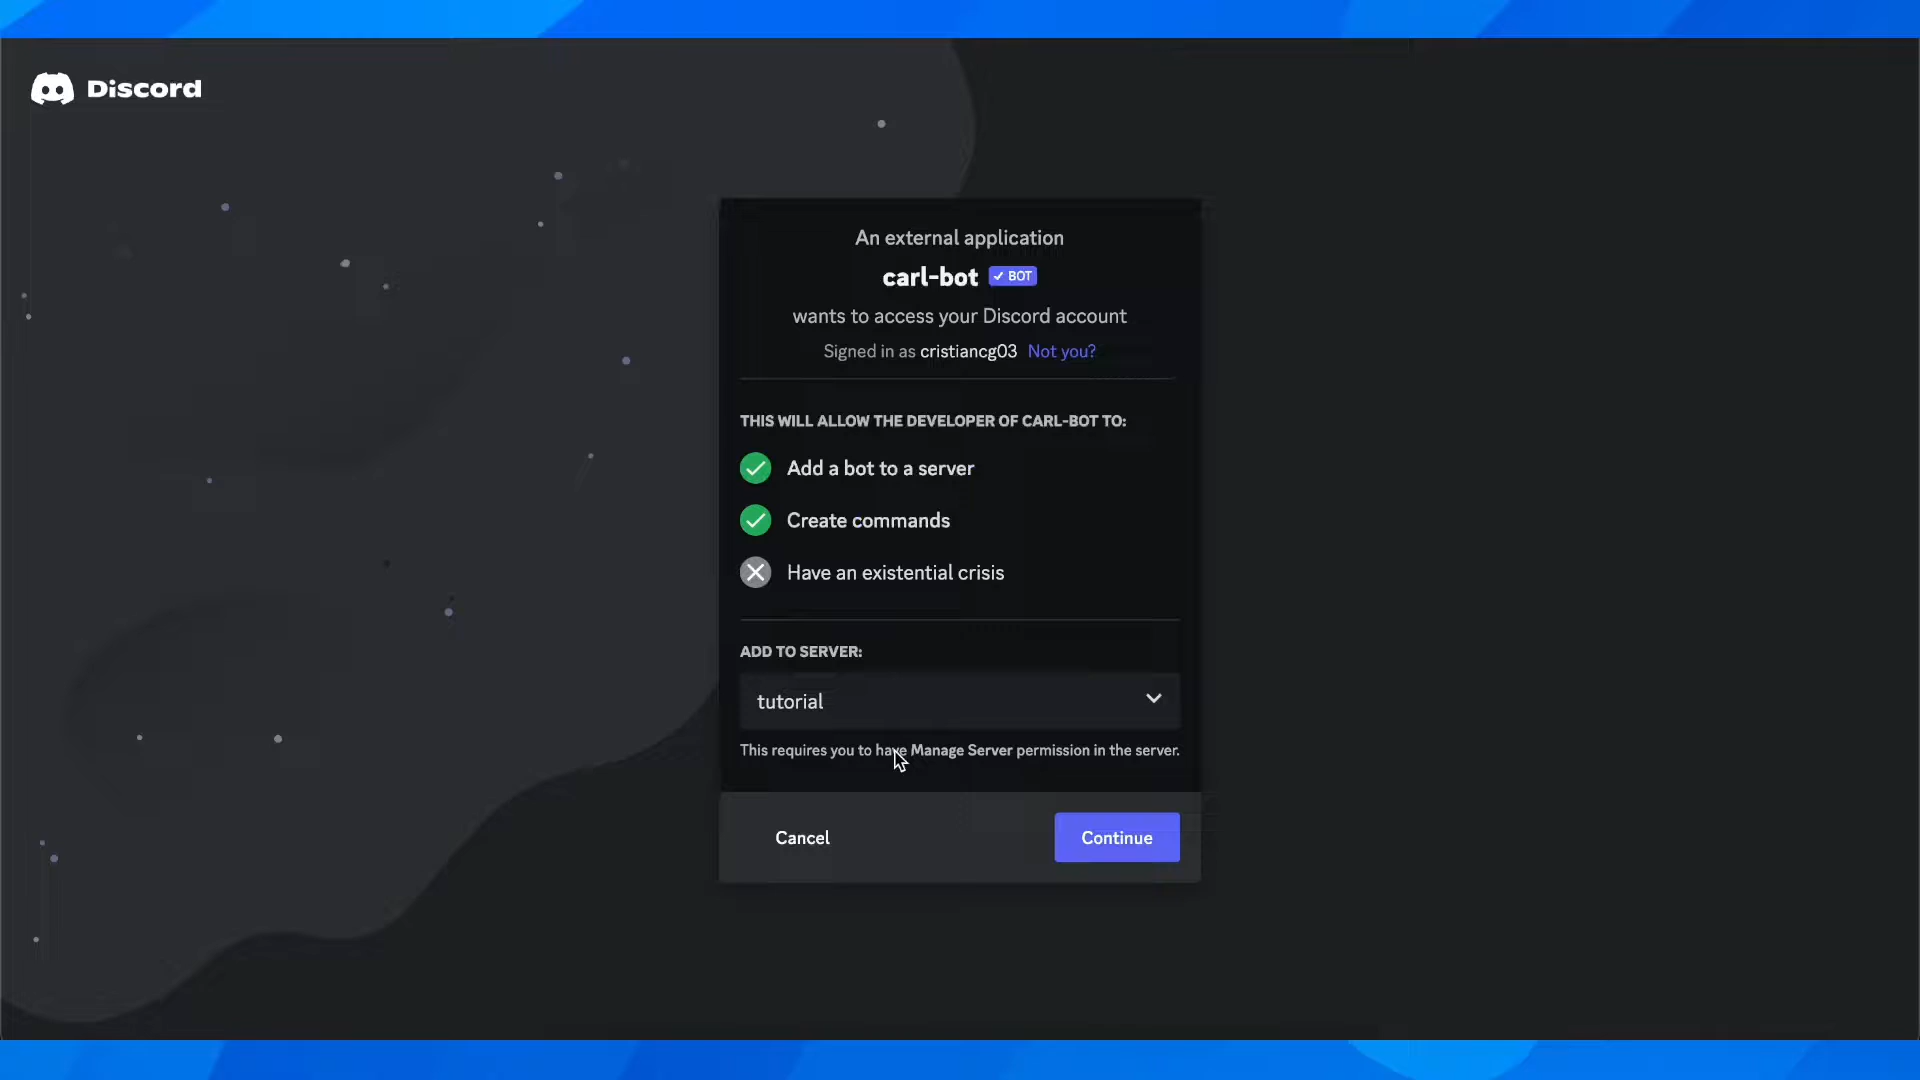 Discord
An external application
carl-bot ✓ BOT
wants to access your Discord account
Signed in as cristiancg03 Not you?
THIS WILL ALLOW THE DEVELOPER OF CARL-BOT TO:
Add a bot to a server
Create commands
Have an existential crisis
ADD TO SERVER:
tutorial
This requires you to have Manage Server permission in the server.
Cancel
Continue